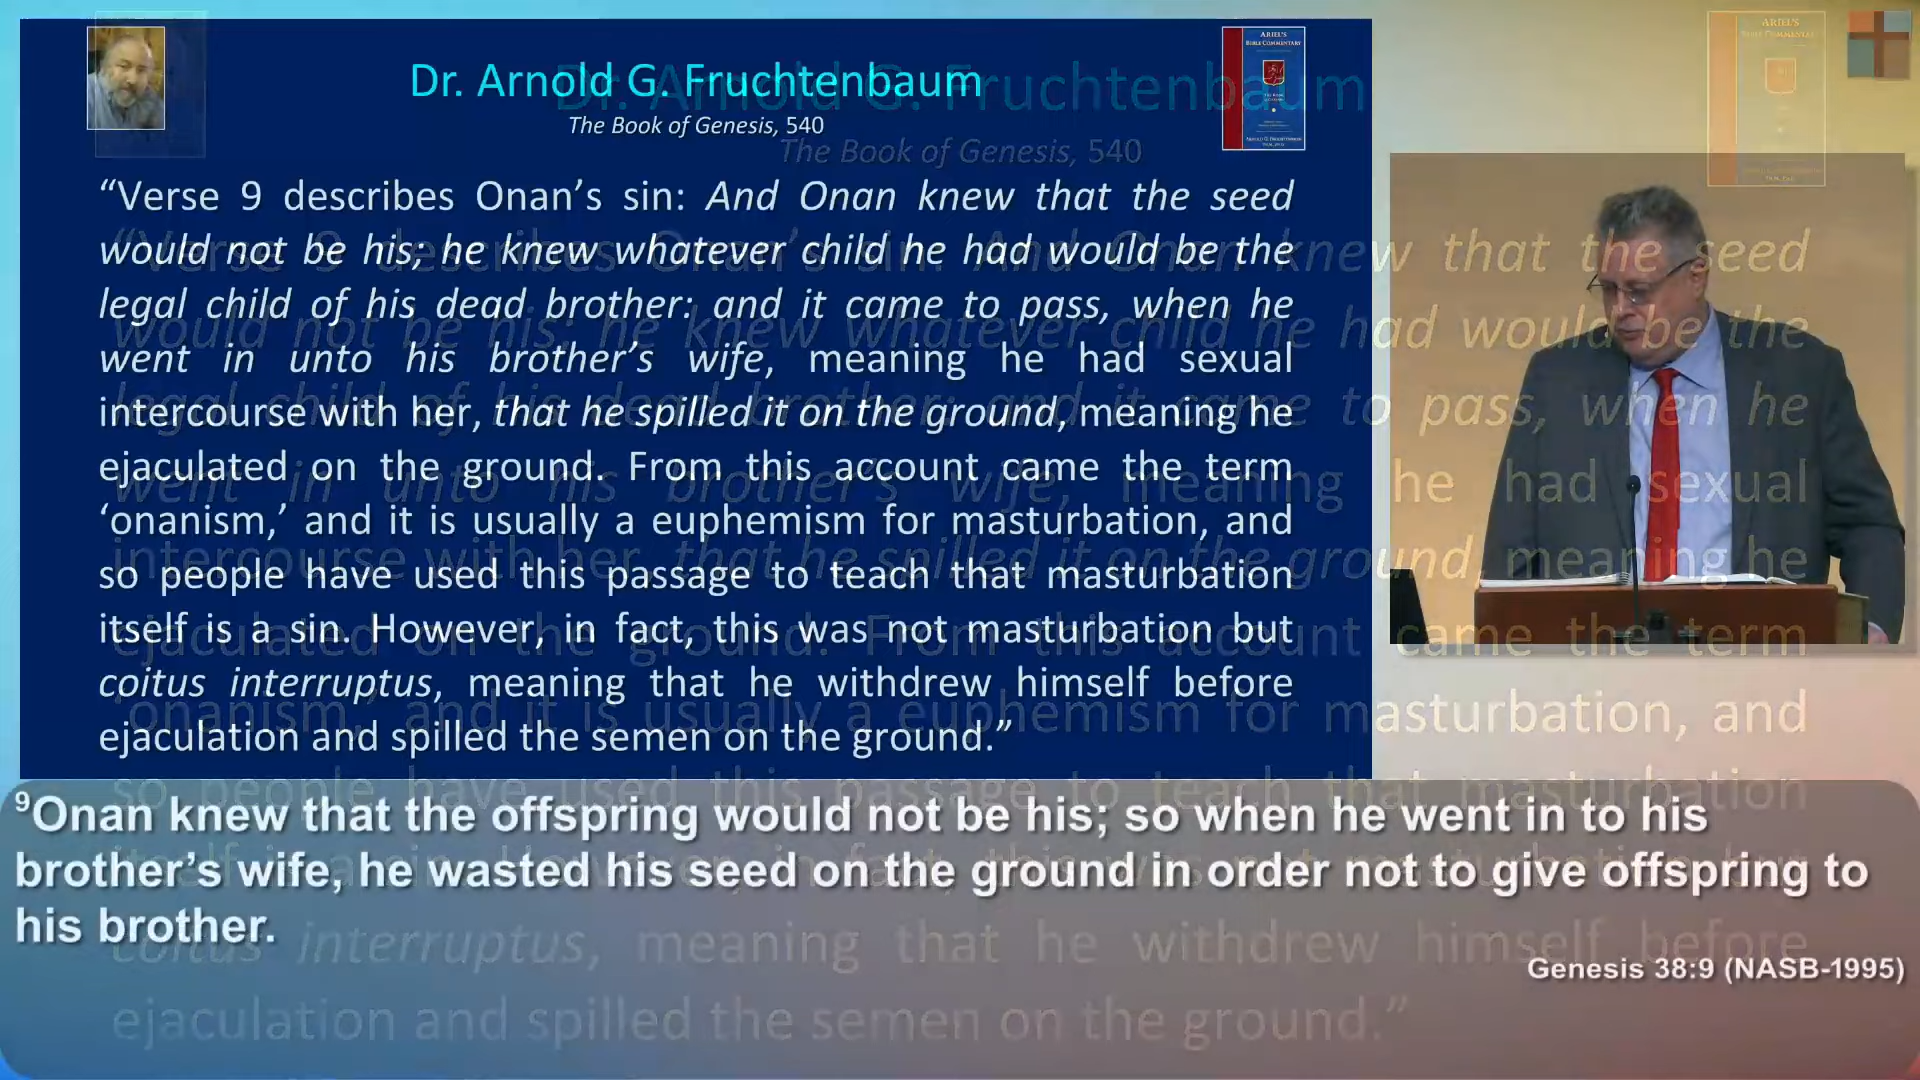 Dr. Arnold G. Fruchtenbaum
The Book of Genesis, 540
ARIEL'S
BIBLE COMMENTARY
“Verse 9 describes Onan’s sin: And Onan knew that the seed
would not be his; he knew whatever child he had would be the
legal child of his dead brother: and it came to pass, when he
went in unto his brother’s wife, meaning he had sexual
intercourse with her, that he spilled it on the ground, meaning he
ejaculated on the ground. From this account came the term
‘onanism,’ and it is usually a euphemism for masturbation, and
so people have used this passage to teach that masturbation
itself is a sin. However, in fact, this was not masturbation but
coitus interruptus, meaning that he withdrew himself before
ejaculation and spilled the semen on the ground.”
9Onan knew that the offspring would not be his; so when he went in to his
brother’s wife, he wasted his seed on the ground in order not to give offspring to
his brother.
Genesis 38:9 (NASB-1995)